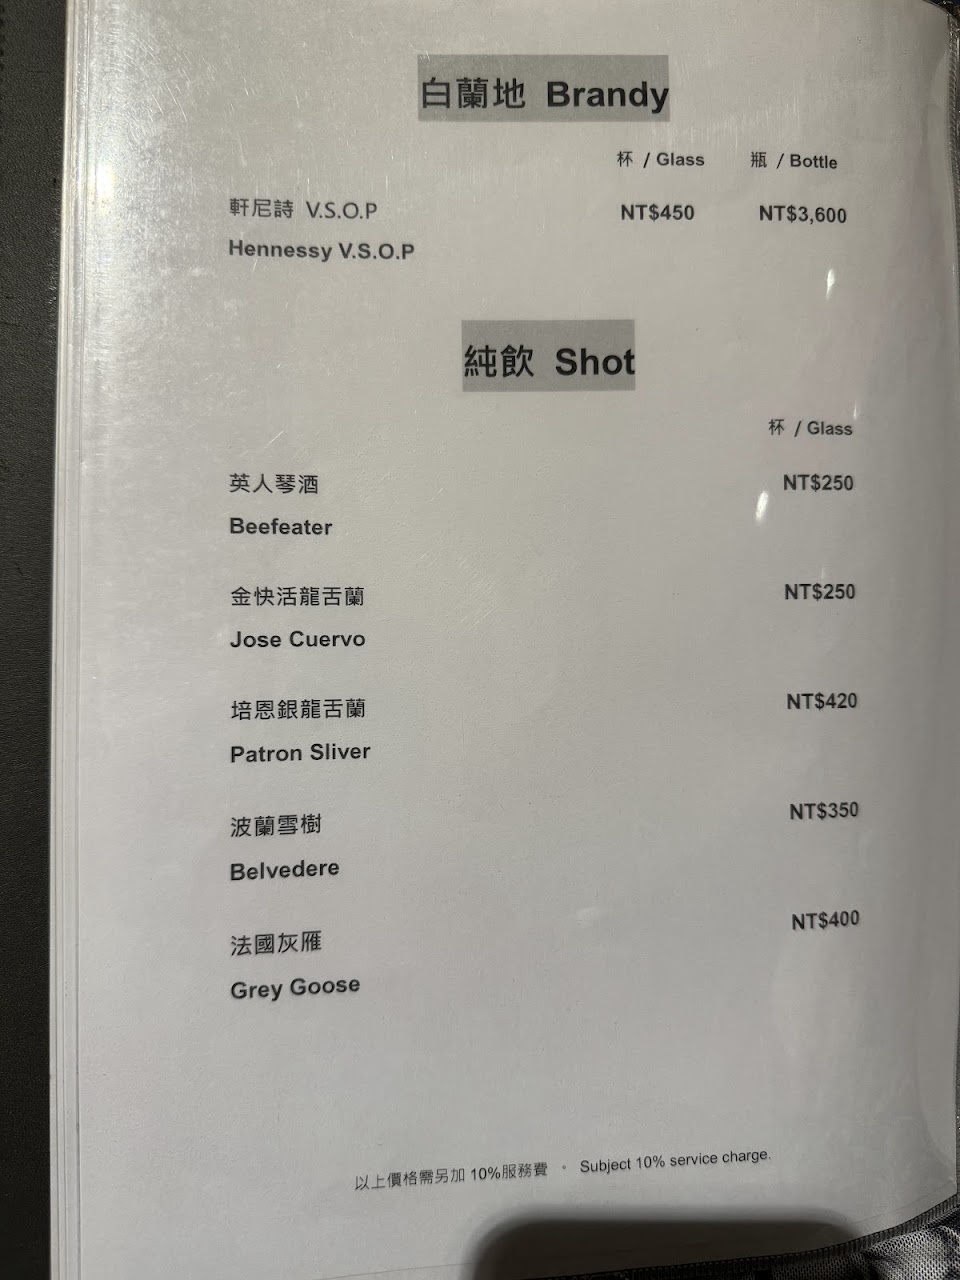 白蘭地 Brandy
杯 / Glass 瓶 / Bottle
軒尼詩 V.S.O.P NT$450 NT$3,600
Hennessy V.S.O.P
純飲 Shot
杯 / Glass
英人琴酒 NT$250
Beefeater
金快活龍舌蘭 NT$250
Jose Cuervo
培恩銀龍舌蘭 NT$420
Patron Sliver
波蘭雪樹 NT$350
Belvedere
法國灰雁 NT$400
Grey Goose
以上價格需另加 10%服務費 。 Subject 10% service charge.